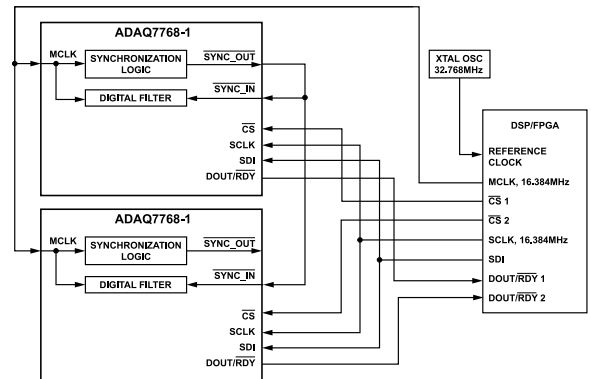 ADAQ7768-1
MCLK
SYNCHRONIZATION
LOGIC
SYNC_OUT
SYNC_IN
DIGITAL FILTER
CS
SCLK
SDI
DOUT/RDY
ADAQ7768-1
MCLK
SYNCHRONIZATION
LOGIC
SYNC_OUT
SYNC_IN
DIGITAL FILTER
CS
SCLK
SDI
DOUT/RDY
XTAL OSC
32.768MHz
DSP/FPGA
REFERENCE
CLOCK
MCLK, 16.384MHz
CS 1
CS 2
SCLK, 16.384MHz
SDI
DOUT/RDY 1
DOUT/RDY 2